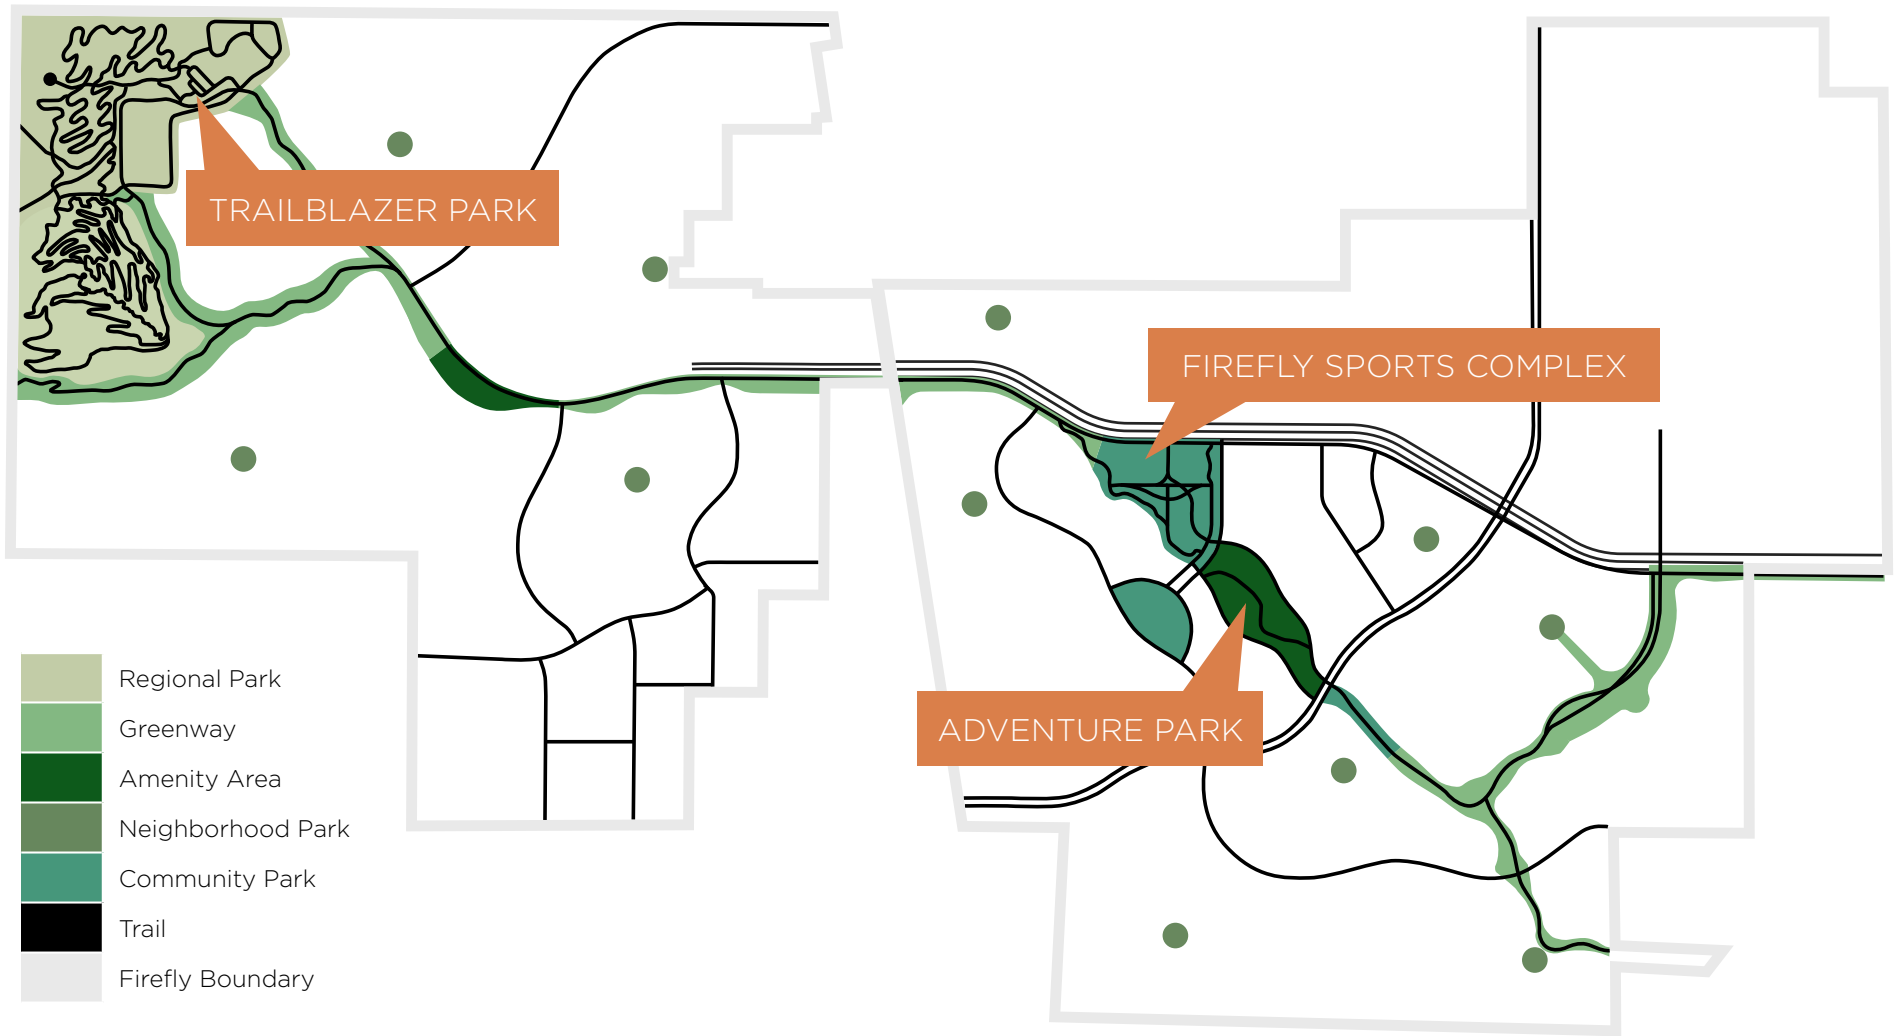 TRAILBLAZER PARK
FIREFLY SPORTS COMPLEX
ADVENTURE PARK
Regional Park
Greenway
Amenity Area
Neighborhood Park
Community Park
Trail
Firefly Boundary